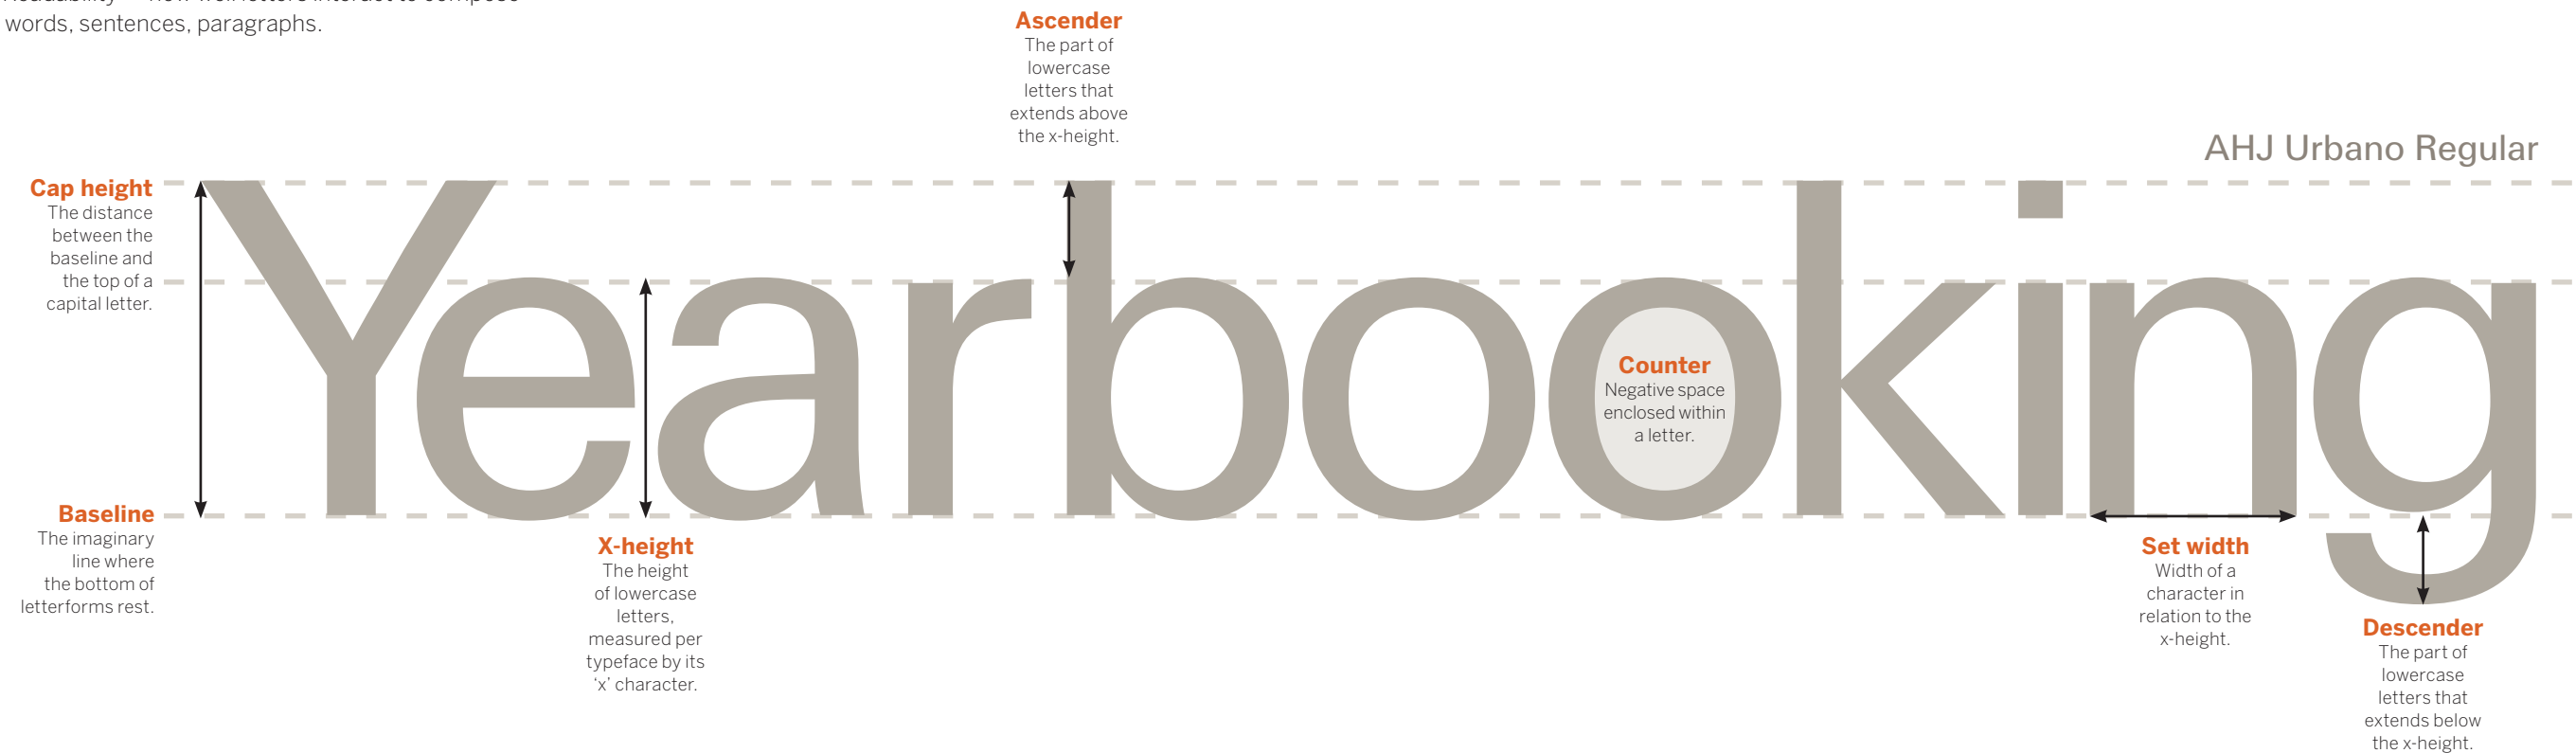 words, sentences, paragraphs.
Ascender
The part of
lowercase
letters that
extends above
the x-height.
AHJ Urbano Regular
Cap height
The distance
between the
baseline and
the top of a
capital letter.
Yearbooking
Counter
Negative space
enclosed within
a letter.
Baseline
The imaginary
line where
the bottom of
letterforms rest.
X-height
The height
of lowercase
letters,
measured per
typeface by its
‘x’ character.
Set width
Width of a
character in
relation to the
x-height.
Descender
The part of
lowercase
letters that
extends below
the x-height.